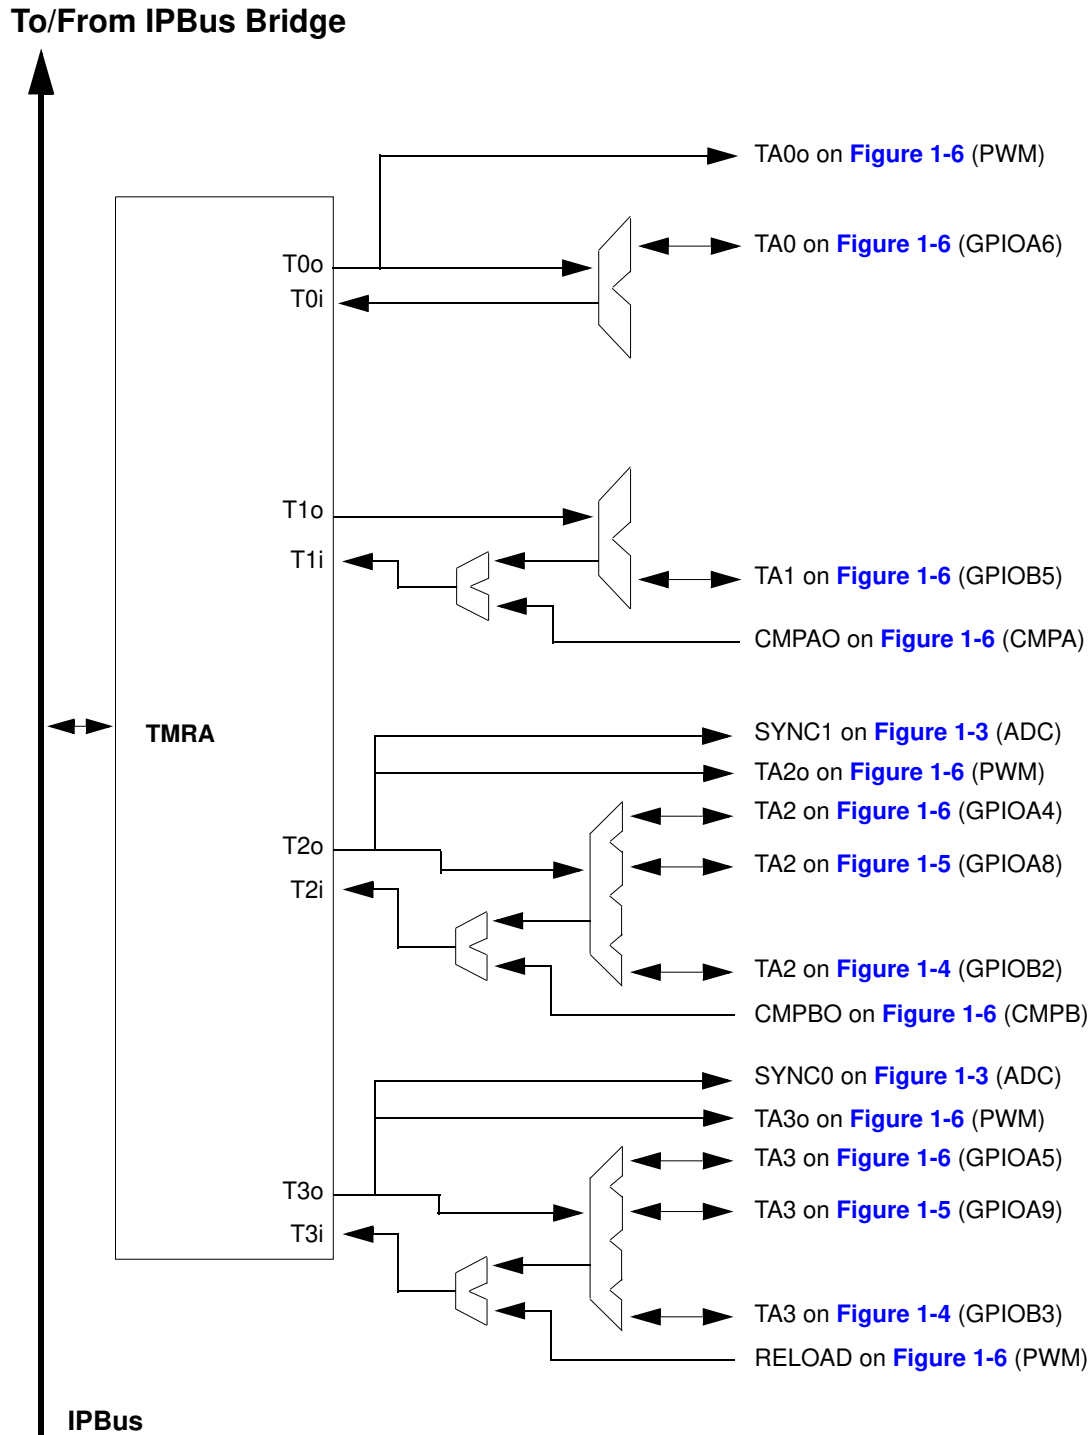 To/From IPBus Bridge
TA0o on Figure 1-6 (PWM)
TA0 on Figure 1-6 (GPIOA6)
T0o
T0i
T1o
T1i
TA1 on Figure 1-6 (GPIOB5)
CMPAO on Figure 1-6 (CMPA)
TMRA
SYNC1 on Figure 1-3 (ADC)
TA2o on Figure 1-6 (PWM)
TA2 on Figure 1-6 (GPIOA4)
T2o
TA2 on Figure 1-5 (GPIOA8)
T2i
TA2 on Figure 1-4 (GPIOB2)
CMPBO on Figure 1-6 (CMPB)
SYNC0 on Figure 1-3 (ADC)
TA3o on Figure 1-6 (PWM)
TA3 on Figure 1-6 (GPIOA5)
T3o
TA3 on Figure 1-5 (GPIOA9)
T3i
TA3 on Figure 1-4 (GPIOB3)
RELOAD on Figure 1-6 (PWM)
IPBus